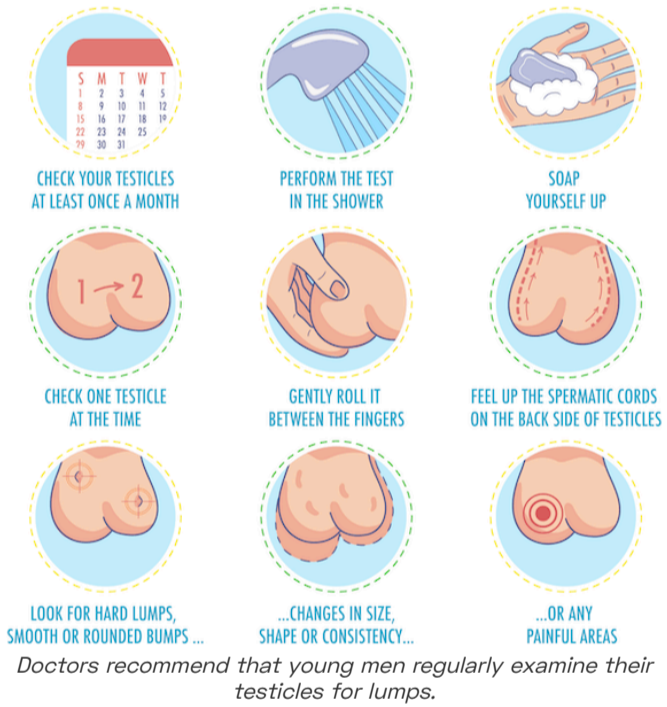 S M T W T
1 2 3 4 5
8 9 10 11 12
15 16 17 18 19
22 23 24 25
29 30 31
CHECK YOUR TESTICLES
AT LEAST ONCE A MONTH
PERFORM THE TEST
IN THE SHOWER
SOAP
YOURSELF UP
1 → 2
CHECK ONE TESTICLE
AT THE TIME
GENTLY ROLL IT
BETWEEN THE FINGERS
FEEL UP THE SPERMATIC CORDS
ON THE BACK SIDE OF TESTICLES
LOOK FOR HARD LUMPS,
SMOOTH OR ROUNDED BUMPS ...
...CHANGES IN SIZE,
SHAPE OR CONSISTENCY...
...OR ANY
PAINFUL AREAS
Doctors recommend that young men regularly examine their
testicles for lumps.